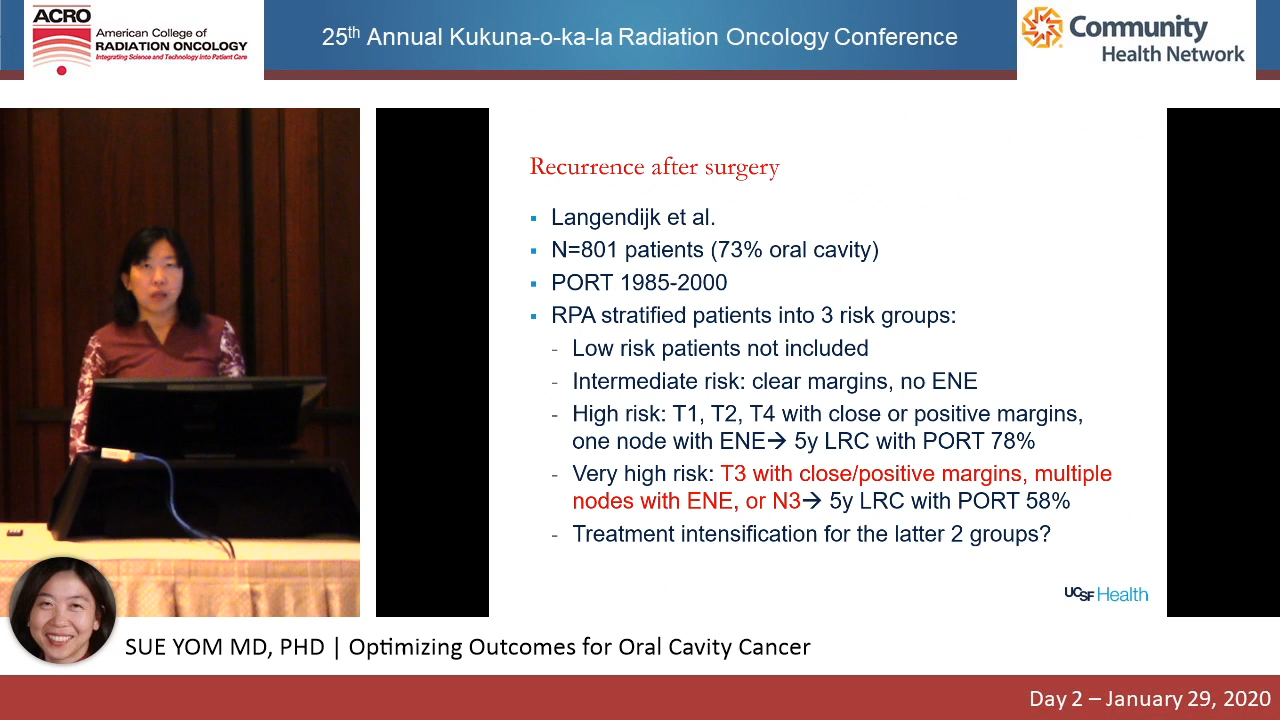 ACRO
American College of
RADIATION ONCOLOGY
Integrating Science and Technology Into Patient Care
25th Annual Kukuna-o-ka-la Radiation Oncology Conference
Community
Health Network
Recurrence after surgery
▪ Langendijk et al.
▪ N=801 patients (73% oral cavity)
▪ PORT 1985-2000
▪ RPA stratified patients into 3 risk groups:
- Low risk patients not included
- Intermediate risk: clear margins, no ENE
- High risk: T1, T2, T4 with close or positive margins,
one node with ENE→ 5y LRC with PORT 78%
- Very high risk: T3 with close/positive margins, multiple
nodes with ENE, or N3→ 5y LRC with PORT 58%
- Treatment intensification for the latter 2 groups?
UCSF Health
SUE YOM MD, PHD | Optimizing Outcomes for Oral Cavity Cancer
Day 2 – January 29, 2020